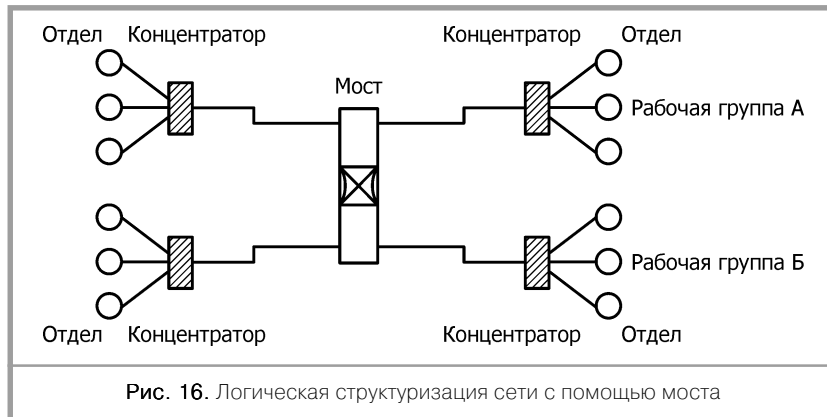 Отдел Концентратор Концентратор Отдел
Мост
Рабочая группа А
Рабочая группа Б
Отдел Концентратор Концентратор Отдел
Рис. 16. Логическая структуризация сети с помощью моста